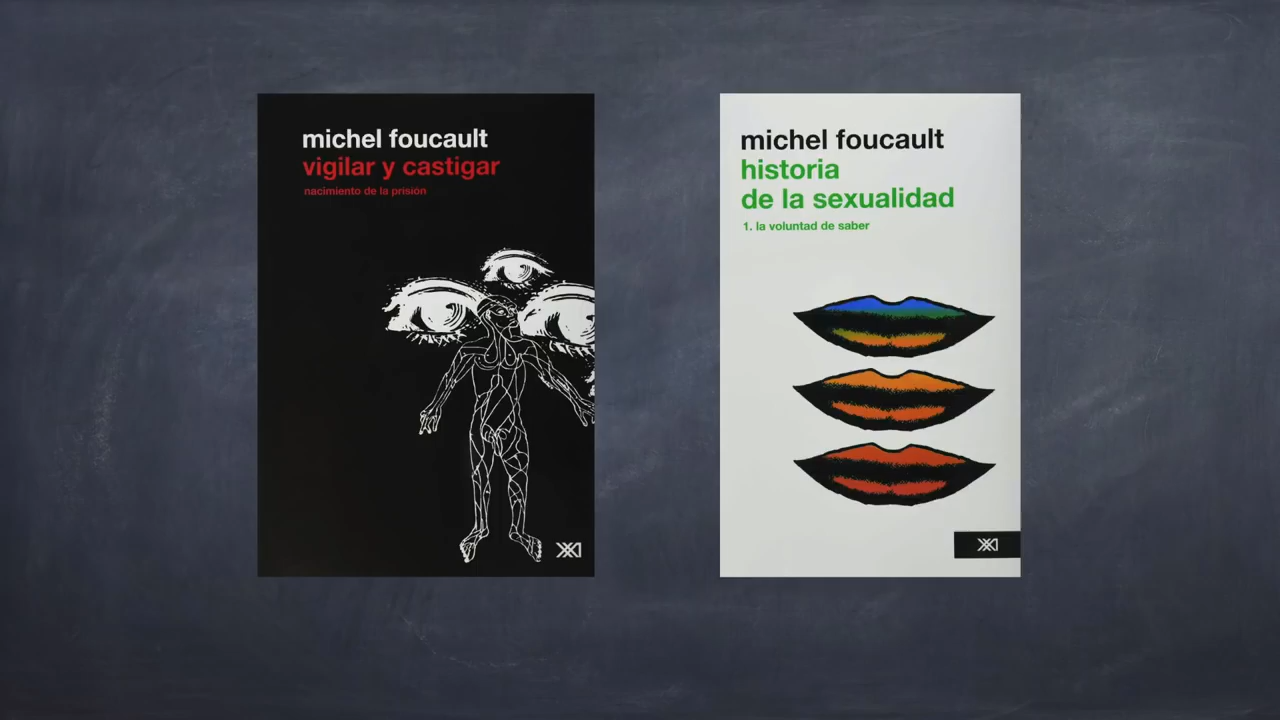 michel foucault
vigilar y castigar
nacimiento de la prisión
michel foucault
historia
de la sexualidad
1. la voluntad de saber
XXI
XXI